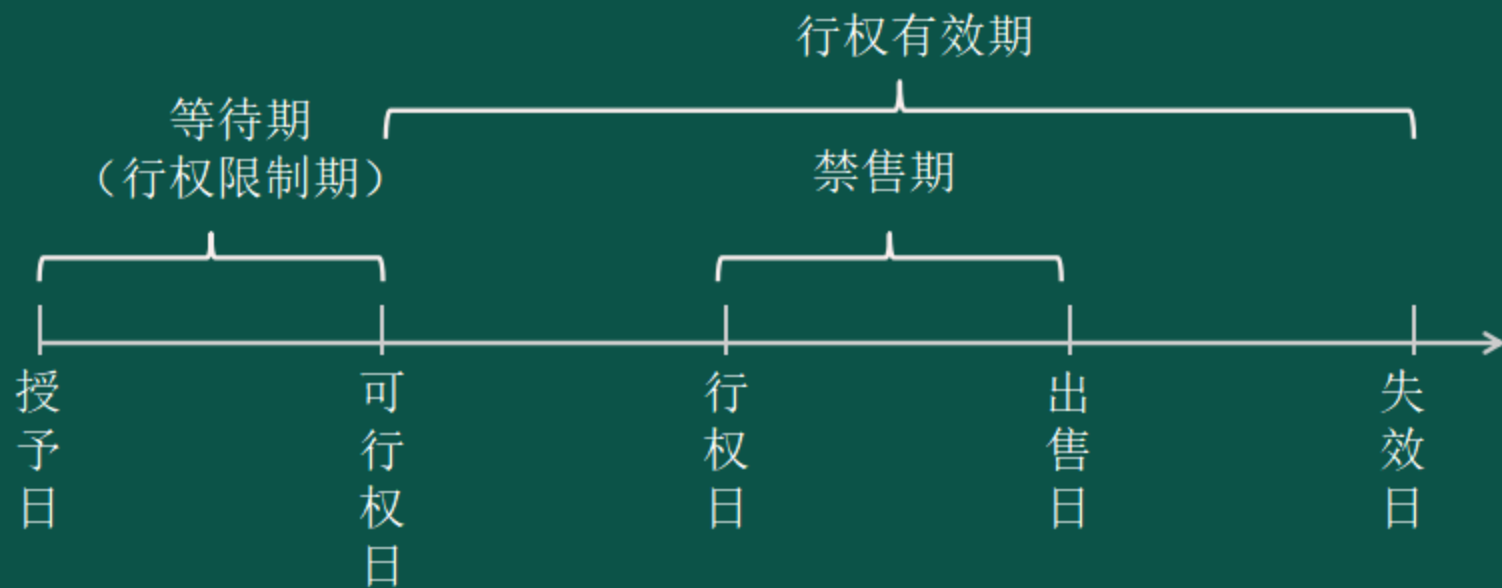 行权有效期
等待期
（行权限制期）
禁售期
授予日
可行权日
行权日
出售日
失效日